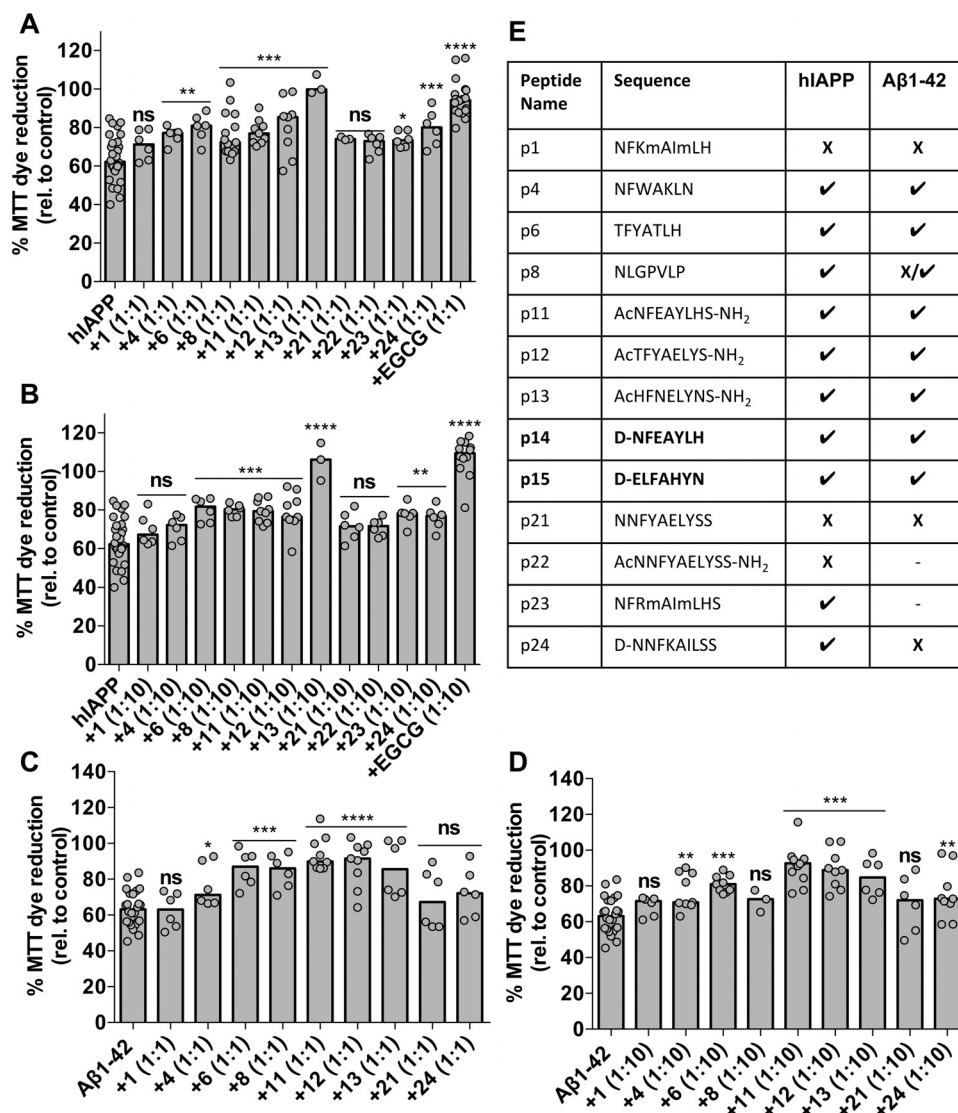 A
% MTT dye reduction
(rel. to control)
120
100
80
60
40
20
0
ns
**
***
ns
*
***
****
hIAPP
+1 (1:1)
+4 (1:1)
+6 (1:1)
+8 (1:1)
+11 (1:1)
+12 (1:1)
+13 (1:1)
+21 (1:1)
+22 (1:1)
+23 (1:1)
+24 (1:1)
+EGCG (1:1)
B
% MTT dye reduction
(rel. to control)
120
100
80
60
40
20
0
ns
***
****
ns
**
****
hIAPP
+1 (1:10)
+4 (1:10)
+6 (1:10)
+8 (1:10)
+11 (1:10)
+12 (1:10)
+13 (1:10)
+21 (1:10)
+22 (1:10)
+23 (1:10)
+24 (1:10)
+EGCG (1:10)
C
% MTT dye reduction
(rel. to control)
140
120
100
80
60
40
20
0
*
***
****
ns
Aβ1-42
+1 (1:1)
+4 (1:1)
+6 (1:1)
+8 (1:1)
+11 (1:1)
+12 (1:1)
+13 (1:1)
+21 (1:1)
+24 (1:1)
D
% MTT dye reduction
(rel. to control)
140
120
100
80
60
40
20
0
ns
**
***
ns
***
ns
**
Aβ1-42
+1 (1:10)
+4 (1:10)
+6 (1:10)
+8 (1:10)
+11 (1:10)
+12 (1:10)
+13 (1:10)
+21 (1:10)
+24 (1:10)
E
Peptide Name Sequence hIAPP Aβ1-42
p1 NFKmAImLH X X
p4 NFWAKLN ✔ ✔
p6 TFYATLH ✔ ✔
p8 NLGPVLP ✔ X/✔
p11 AcNFEAYLHS-NH₂ ✔ ✔
p12 AcTFYAELYS-NH₂ ✔ ✔
p13 AcHFNELYNS-NH₂ ✔ ✔
p14 D-NFEAYLH ✔ ✔
p15 D-ELFAHYN ✔ ✔
p21 NNFYAELYSS X X
p22 AcNNFYAELYSS-NH₂ X -
p23 NFRmAImLHS ✔ -
p24 D-NNFKAILSS ✔ X